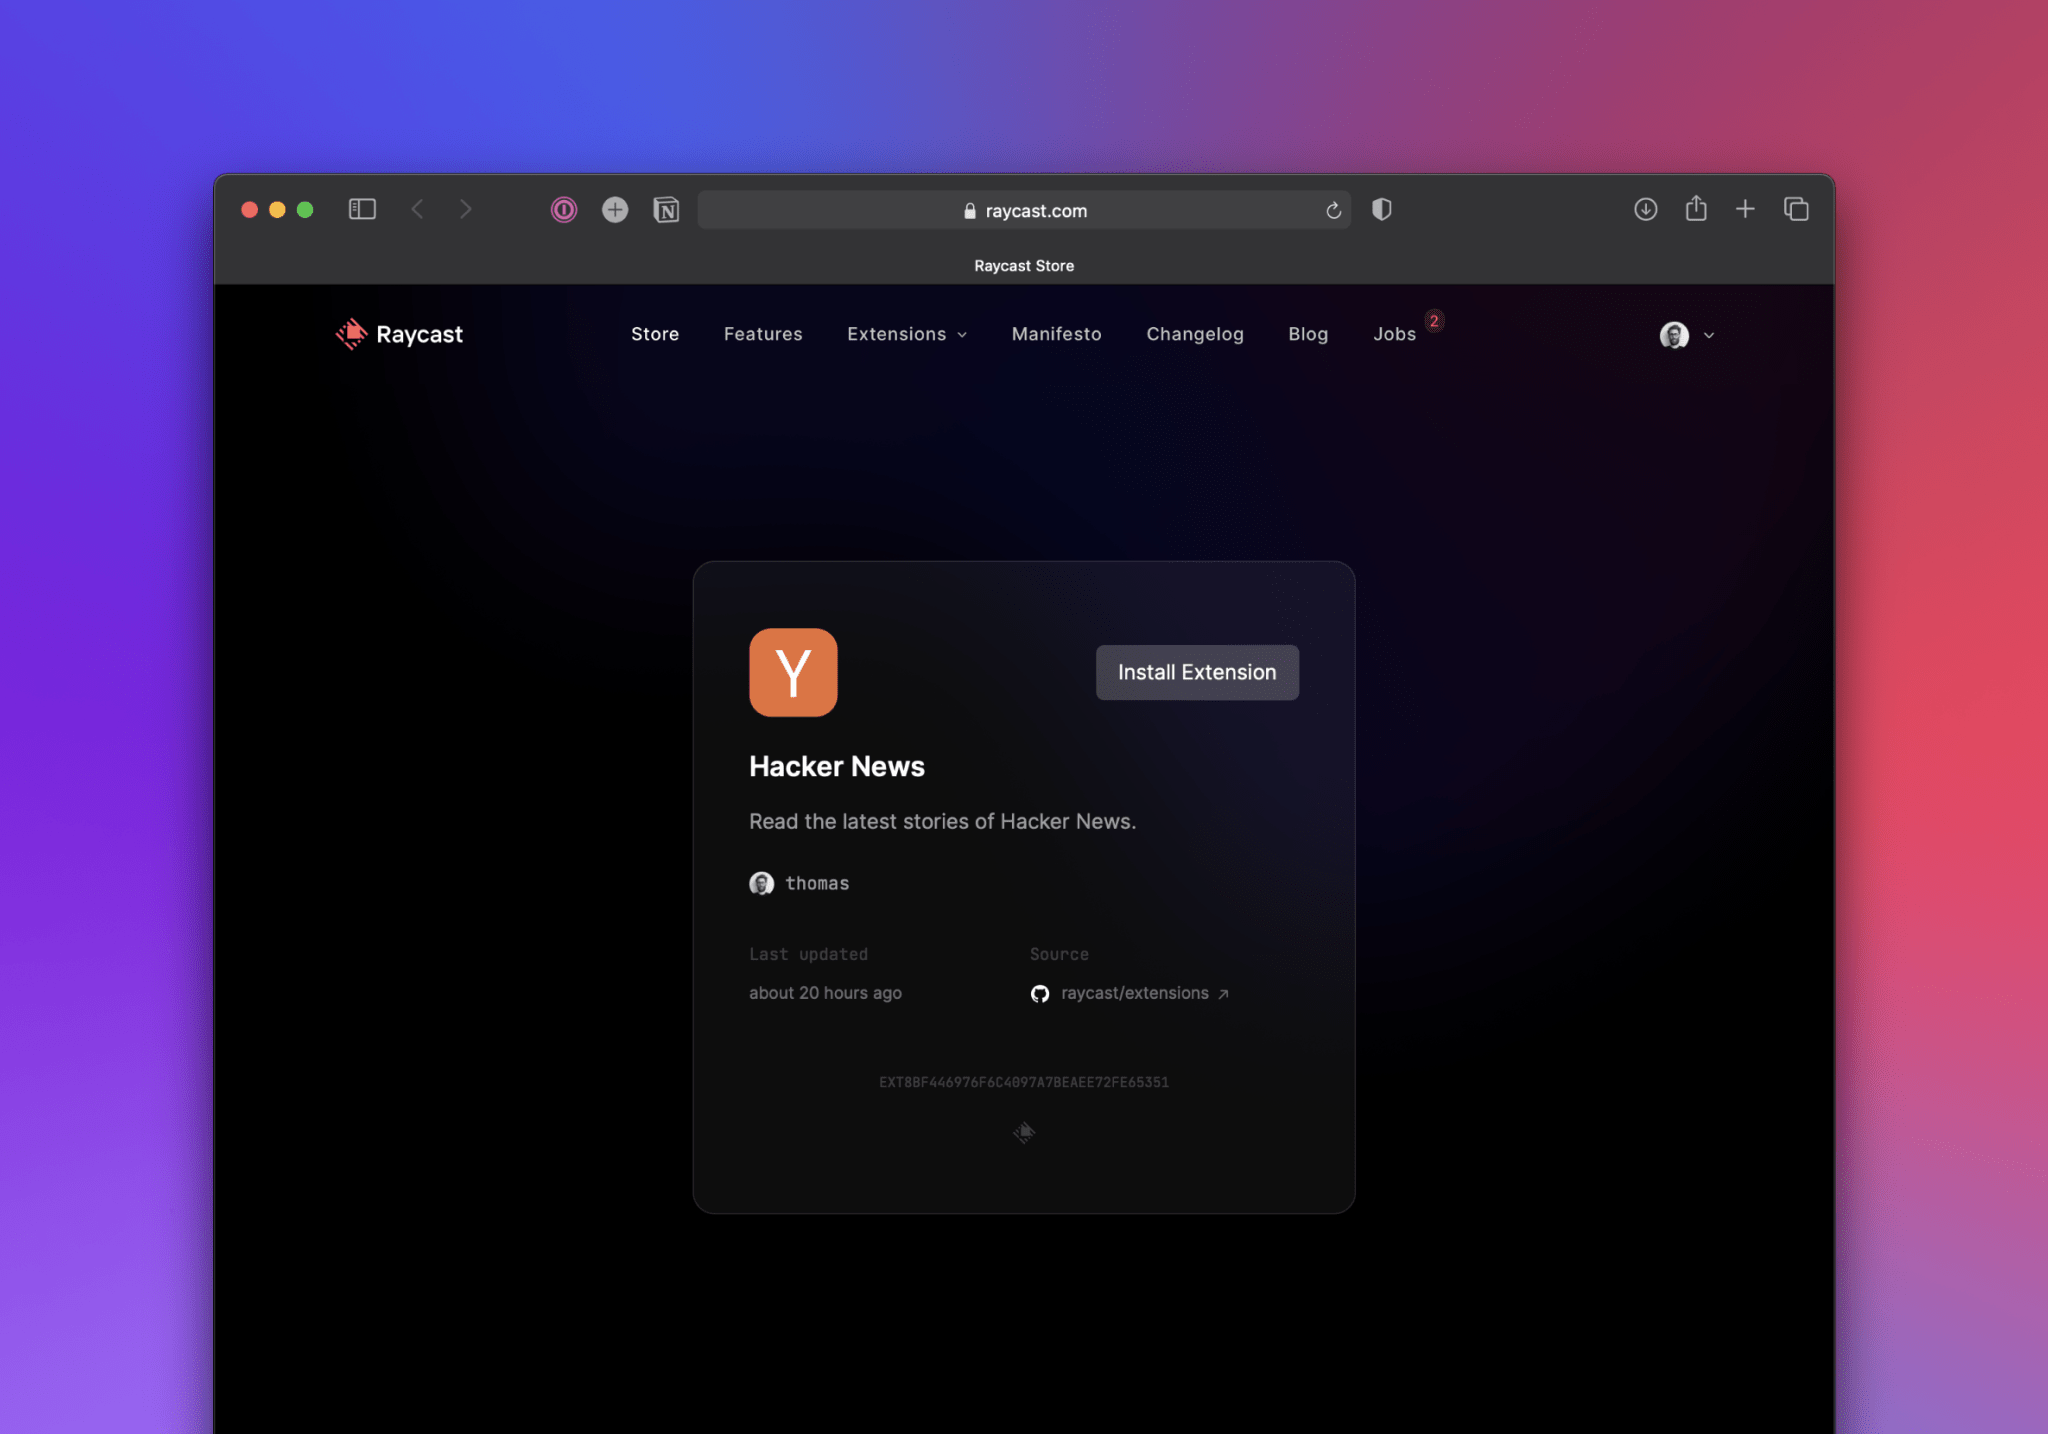 raycast.com
Raycast Store
Raycast Store Features Extensions Manifesto Changelog Blog Jobs 2
Y
Install Extension
Hacker News
Read the latest stories of Hacker News.
thomas
Last updated Source
about 20 hours ago raycast/extensions ↗
EXT8BF446976F6C4097A7BEAEE72FE65351